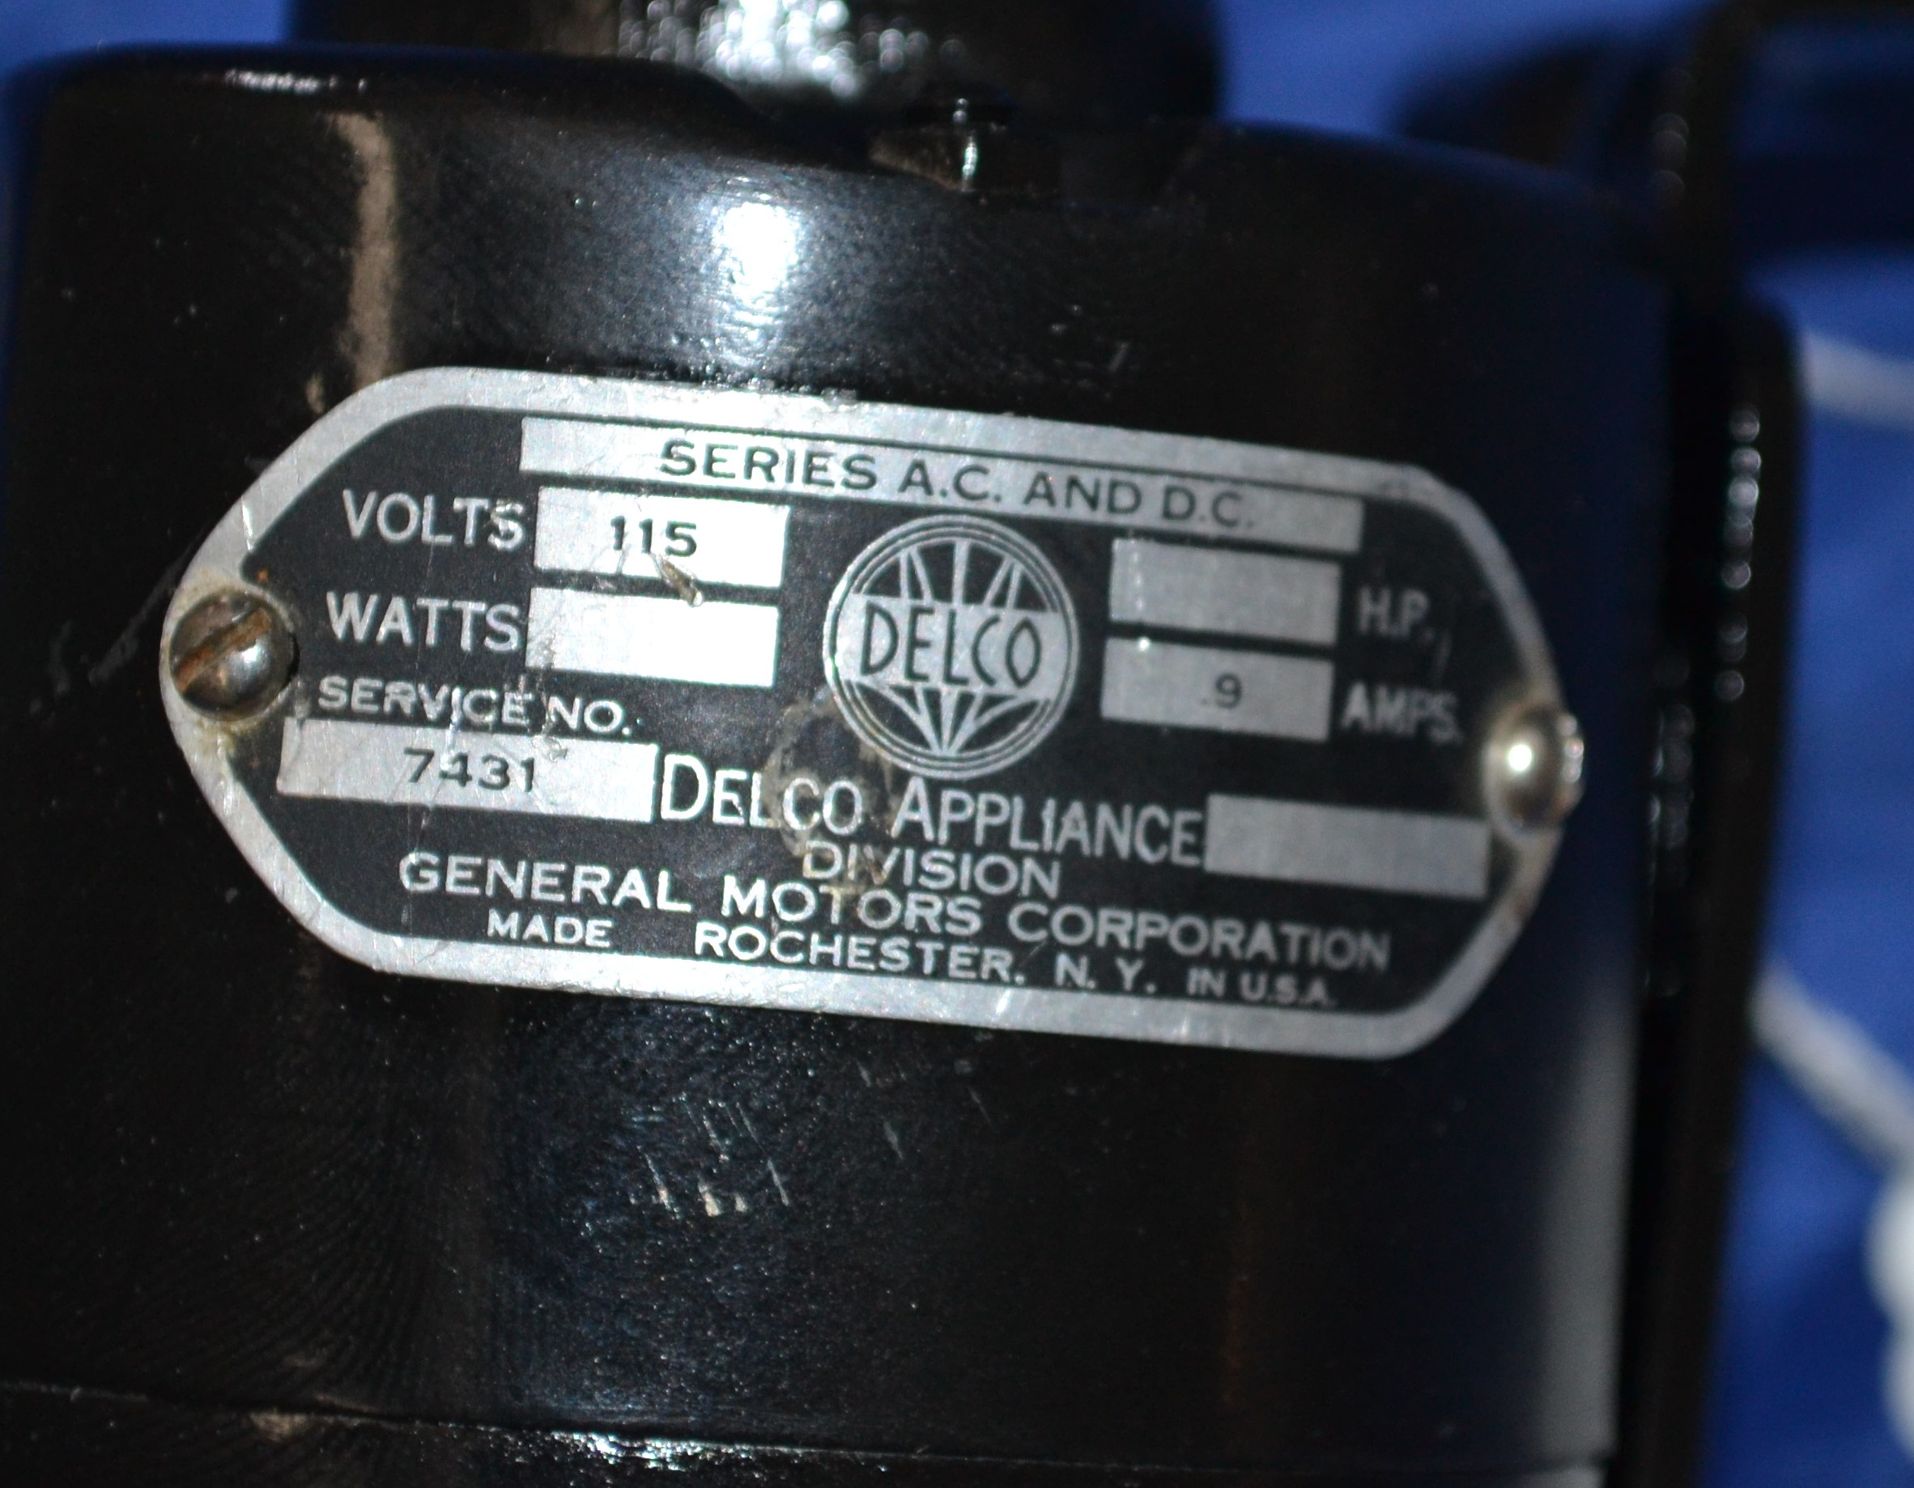 SERIES A.C. AND D.C.
VOLTS 115
WATTS
SERVICE NO.
7431
DELCO
H.P.
.9 AMPS.
DELCO APPLIANCE
DIVISION
GENERAL MOTORS CORPORATION
MADE ROCHESTER. N. Y. IN U.S.A.